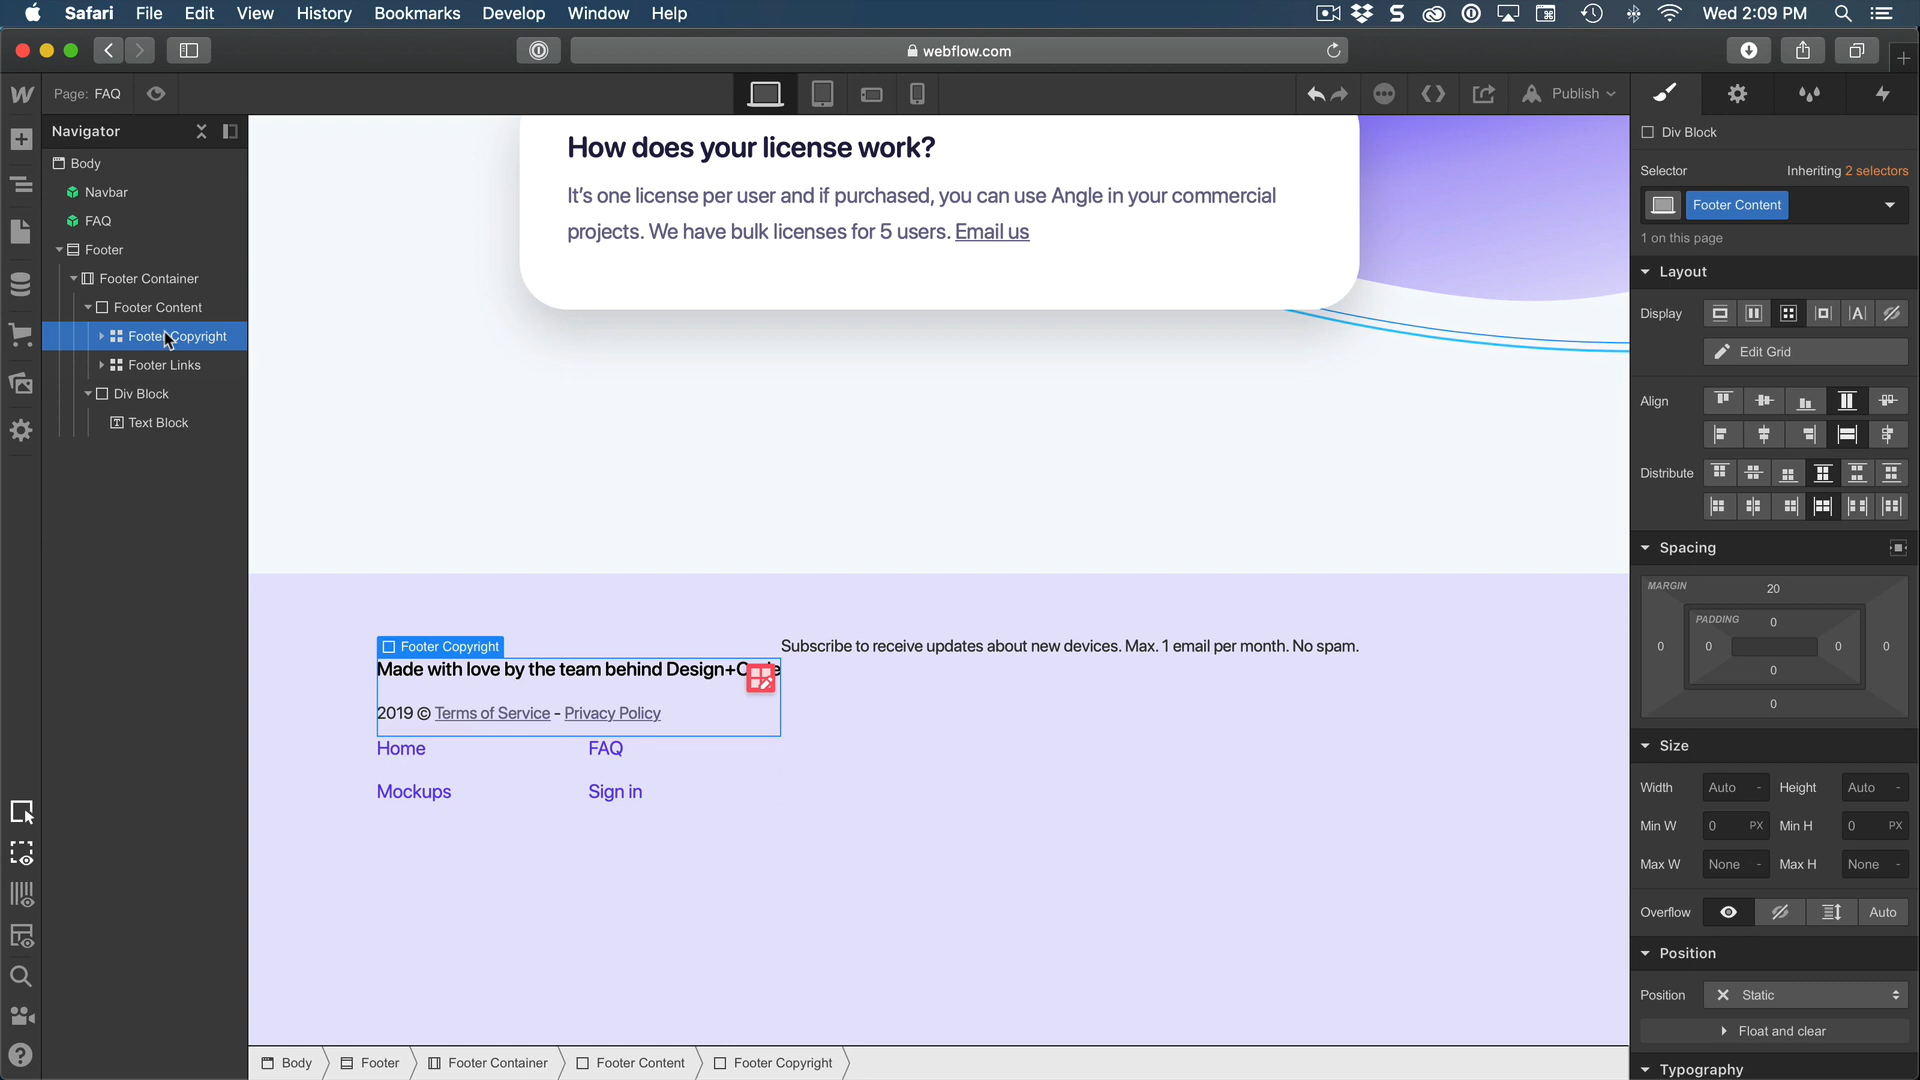 Safari File Edit View History Bookmarks Develop Window Help Wed 2:09 PM
webflow.com
Page: FAQ Publish
Navigator
Body
Navbar
FAQ
Footer
Footer Container
Footer Content
Footer Copyright
Footer Links
Div Block
Text Block
How does your license work?
It's one license per user and if purchased, you can use Angle in your commercial
projects. We have bulk licenses for 5 users. Email us
Footer Copyright
Made with love by the team behind Design+
2019 © Terms of Service - Privacy Policy
Home FAQ
Mockups Sign in
Subscribe to receive updates about new devices. Max. 1 email per month. No spam.
Body Footer Footer Container Footer Content Footer Copyright
Div Block
Selector Inheriting 2 selectors
Footer Content
1 on this page
Layout
Display
Edit Grid
Align
Distribute
Spacing
MARGIN 20
PADDING 0
0 0 0 0
0
0
Size
Width Auto - Height Auto -
Min W 0 PX Min H 0 PX
Max W None - Max H None -
Overflow Auto
Position
Position Static
Float and clear
Typography